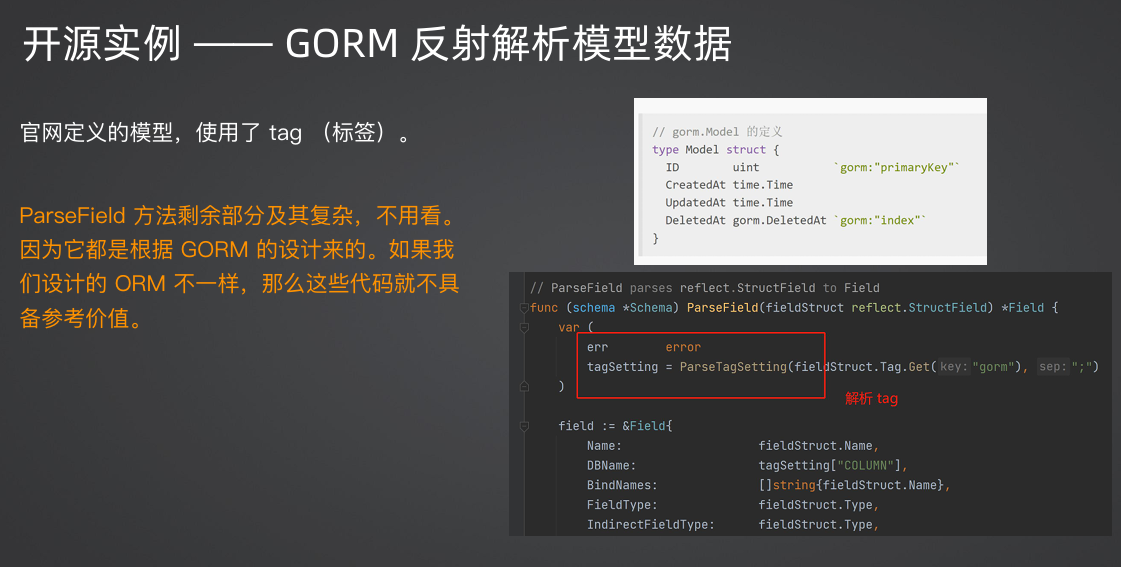 开源实例 —— GORM 反射解析模型数据
官网定义的模型，使用了 tag （标签）。
ParseField 方法剩余部分及其复杂，不用看。
因为它都是根据 GORM 的设计来的。如果我
们设计的 ORM 不一样，那么这些代码就不具
备参考价值。
// gorm.Model 的定义
type Model struct {
  ID        uint           `gorm:"primaryKey"`
  CreatedAt time.Time
  UpdatedAt time.Time
  DeletedAt gorm.DeletedAt `gorm:"index"`
}
// ParseField parses reflect.StructField to Field
func (schema *Schema) ParseField(fieldStruct reflect.StructField) *Field {
    var (
        err        error
        tagSetting = ParseTagSetting(fieldStruct.Tag.Get( key: "gorm"), sep: ";")
    )
解析 tag
    field := &Field{
        Name:                   fieldStruct.Name,
        DBName:                 tagSetting["COLUMN"],
        BindNames:              []string{fieldStruct.Name},
        FieldType:              fieldStruct.Type,
        IndirectFieldType:      fieldStruct.Type,